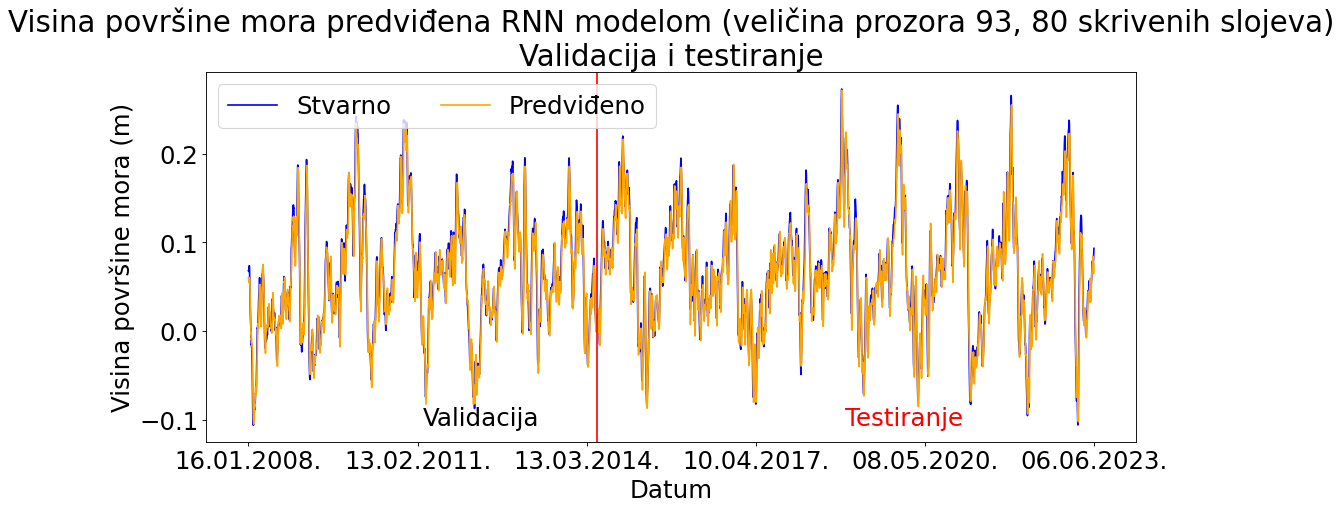 Visina površine mora predviđena RNN modelom (veličina prozora 93, 80 skrivenih slojeva)
Validacija i testiranje
Stvarno
Predviđeno
Visina površine mora (m)
0.2
0.1
0.0
−0.1
Validacija
Testiranje
16.01.2008.
13.02.2011.
13.03.2014.
10.04.2017.
08.05.2020.
06.06.2023.
Datum